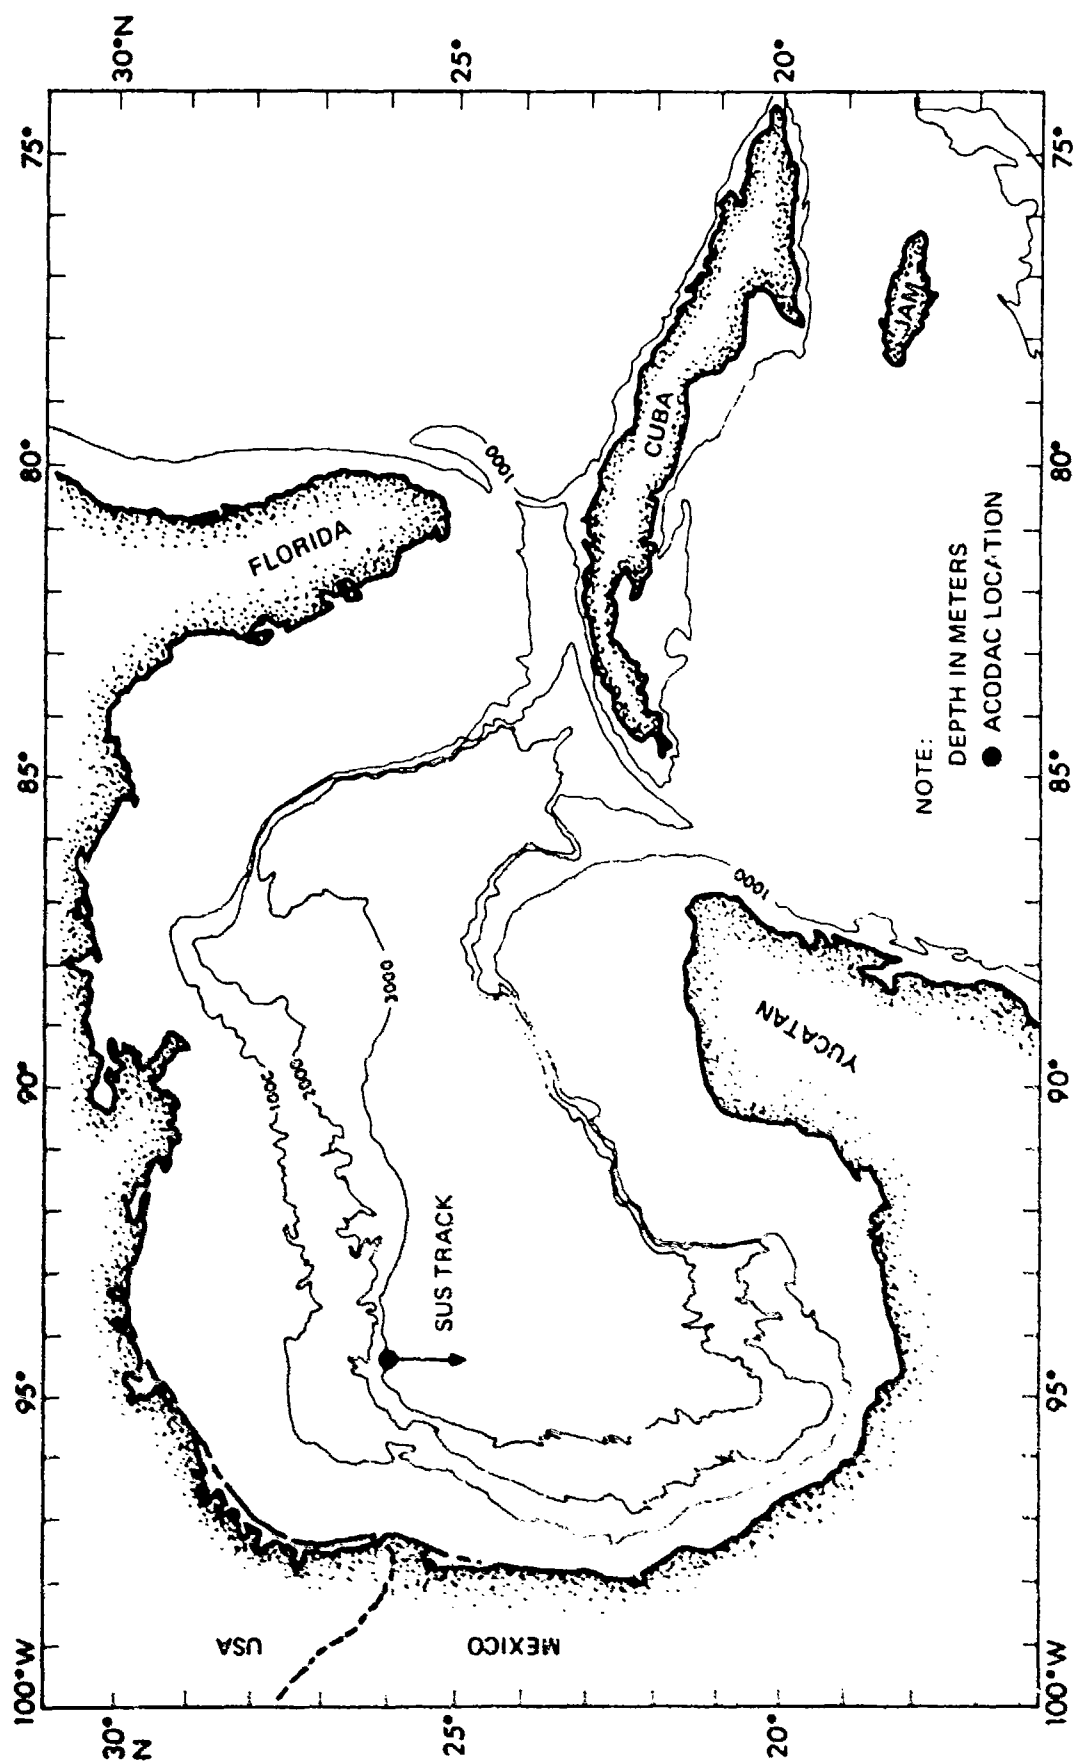 100°W
95°
90°
85°
80°
75°
30°N
30°
N
25°
25°
20°
20°
USA
MEXICO
FLORIDA
CUBA
JAM
YUCATAN
1000
2000
3000
1000
1000
SUS TRACK
NOTE:
DEPTH IN METERS
● ACODAC LOCATION
100°W
95°
90°
85°
80°
75°